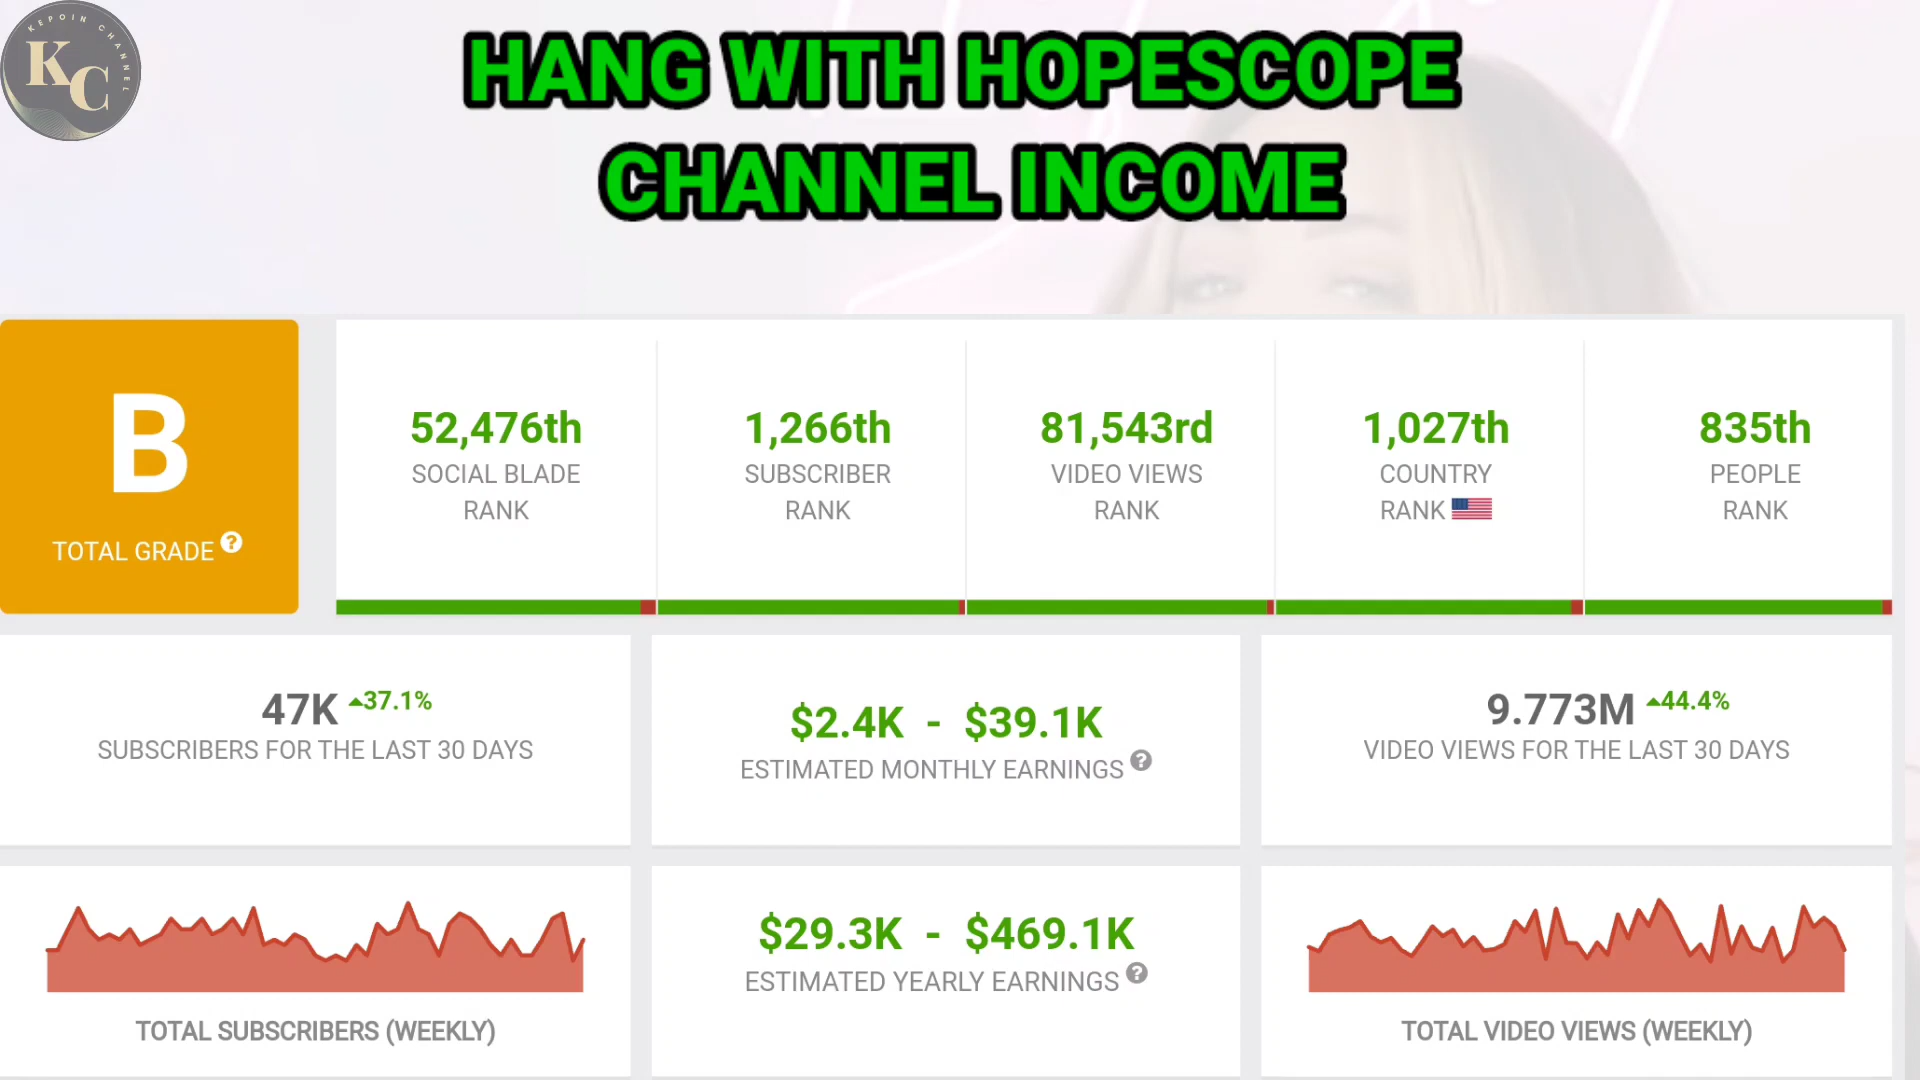 KEPOIN CHANNEL
KC
HANG WITH HOPESCOPE
CHANNEL INCOME
B
TOTAL GRADE ?
52,476th
SOCIAL BLADE
RANK
1,266th
SUBSCRIBER
RANK
81,543rd
VIDEO VIEWS
RANK
1,027th
COUNTRY
RANK
835th
PEOPLE
RANK
47K 37.1%
SUBSCRIBERS FOR THE LAST 30 DAYS
$2.4K - $39.1K
ESTIMATED MONTHLY EARNINGS ?
9.773M 44.4%
VIDEO VIEWS FOR THE LAST 30 DAYS
TOTAL SUBSCRIBERS (WEEKLY)
$29.3K - $469.1K
ESTIMATED YEARLY EARNINGS ?
TOTAL VIDEO VIEWS (WEEKLY)